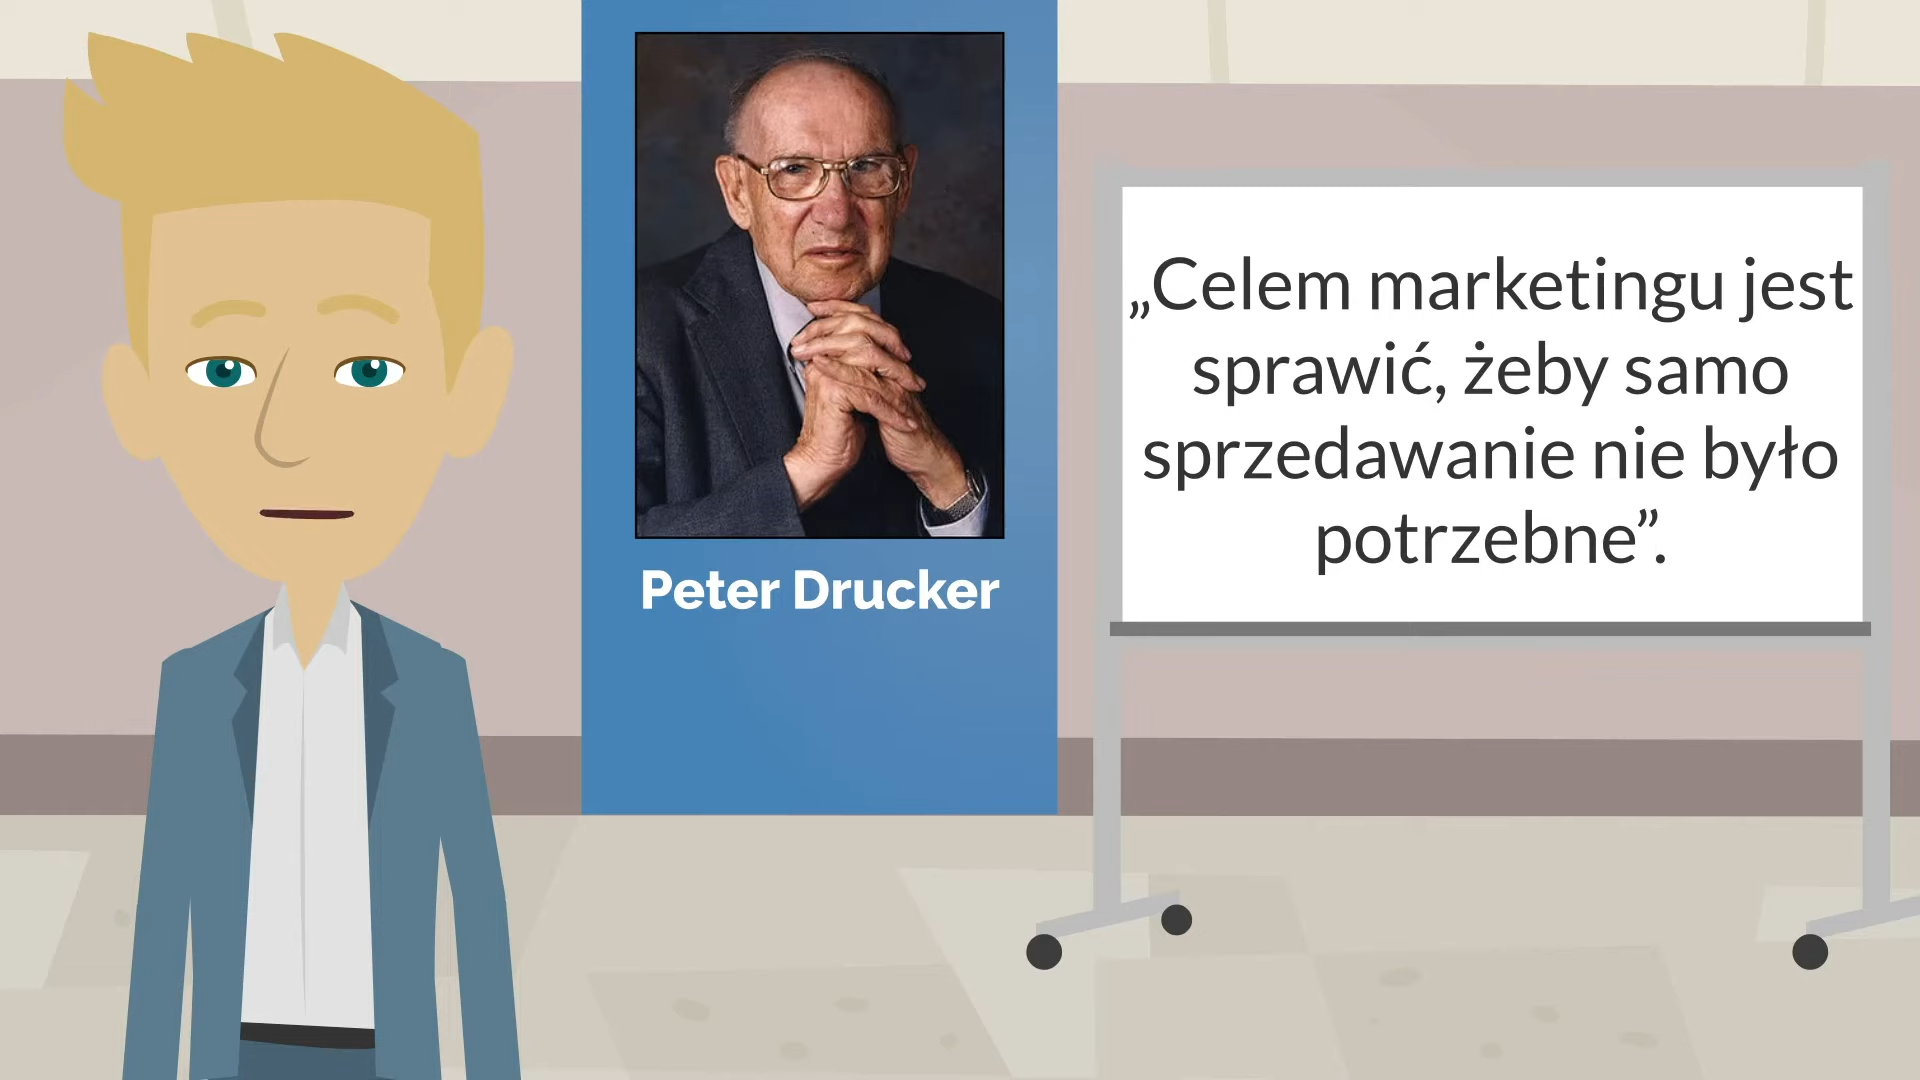 Peter Drucker
„Celem marketingu jest
sprawić, żeby samo
sprzedawanie nie było
potrzebne”.